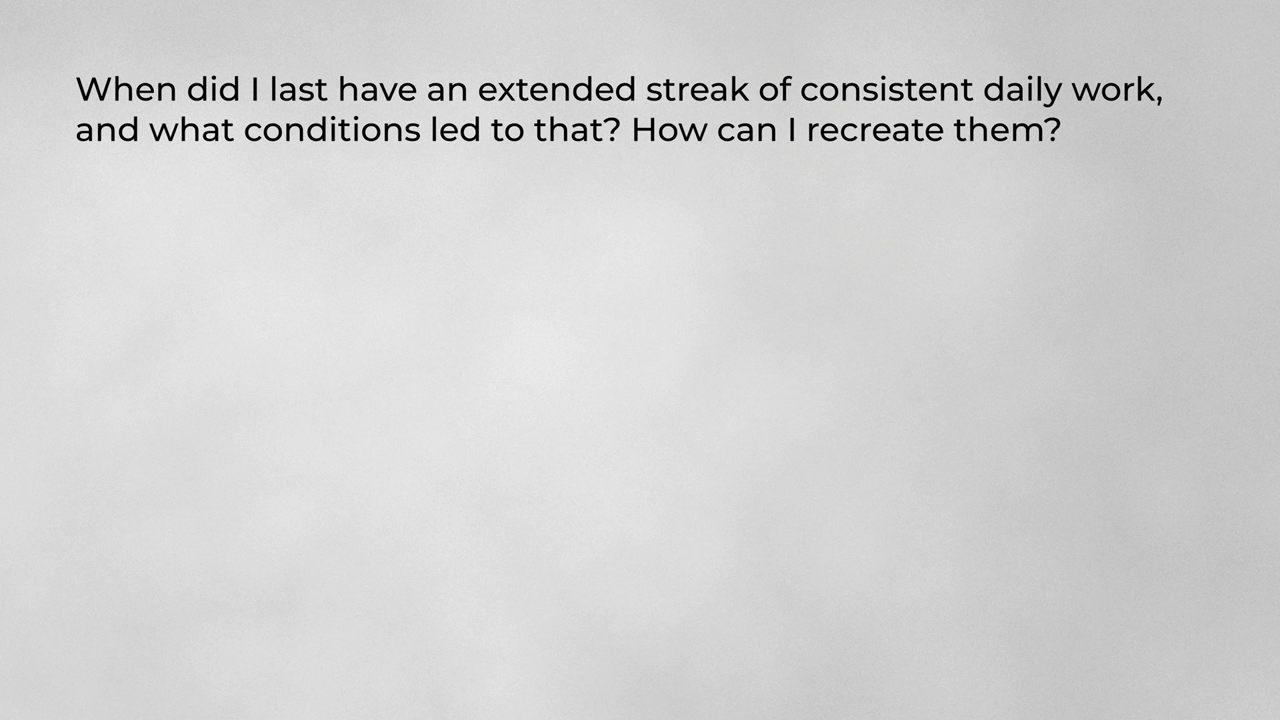 When did I last have an extended streak of consistent daily work,
and what conditions led to that? How can I recreate them?